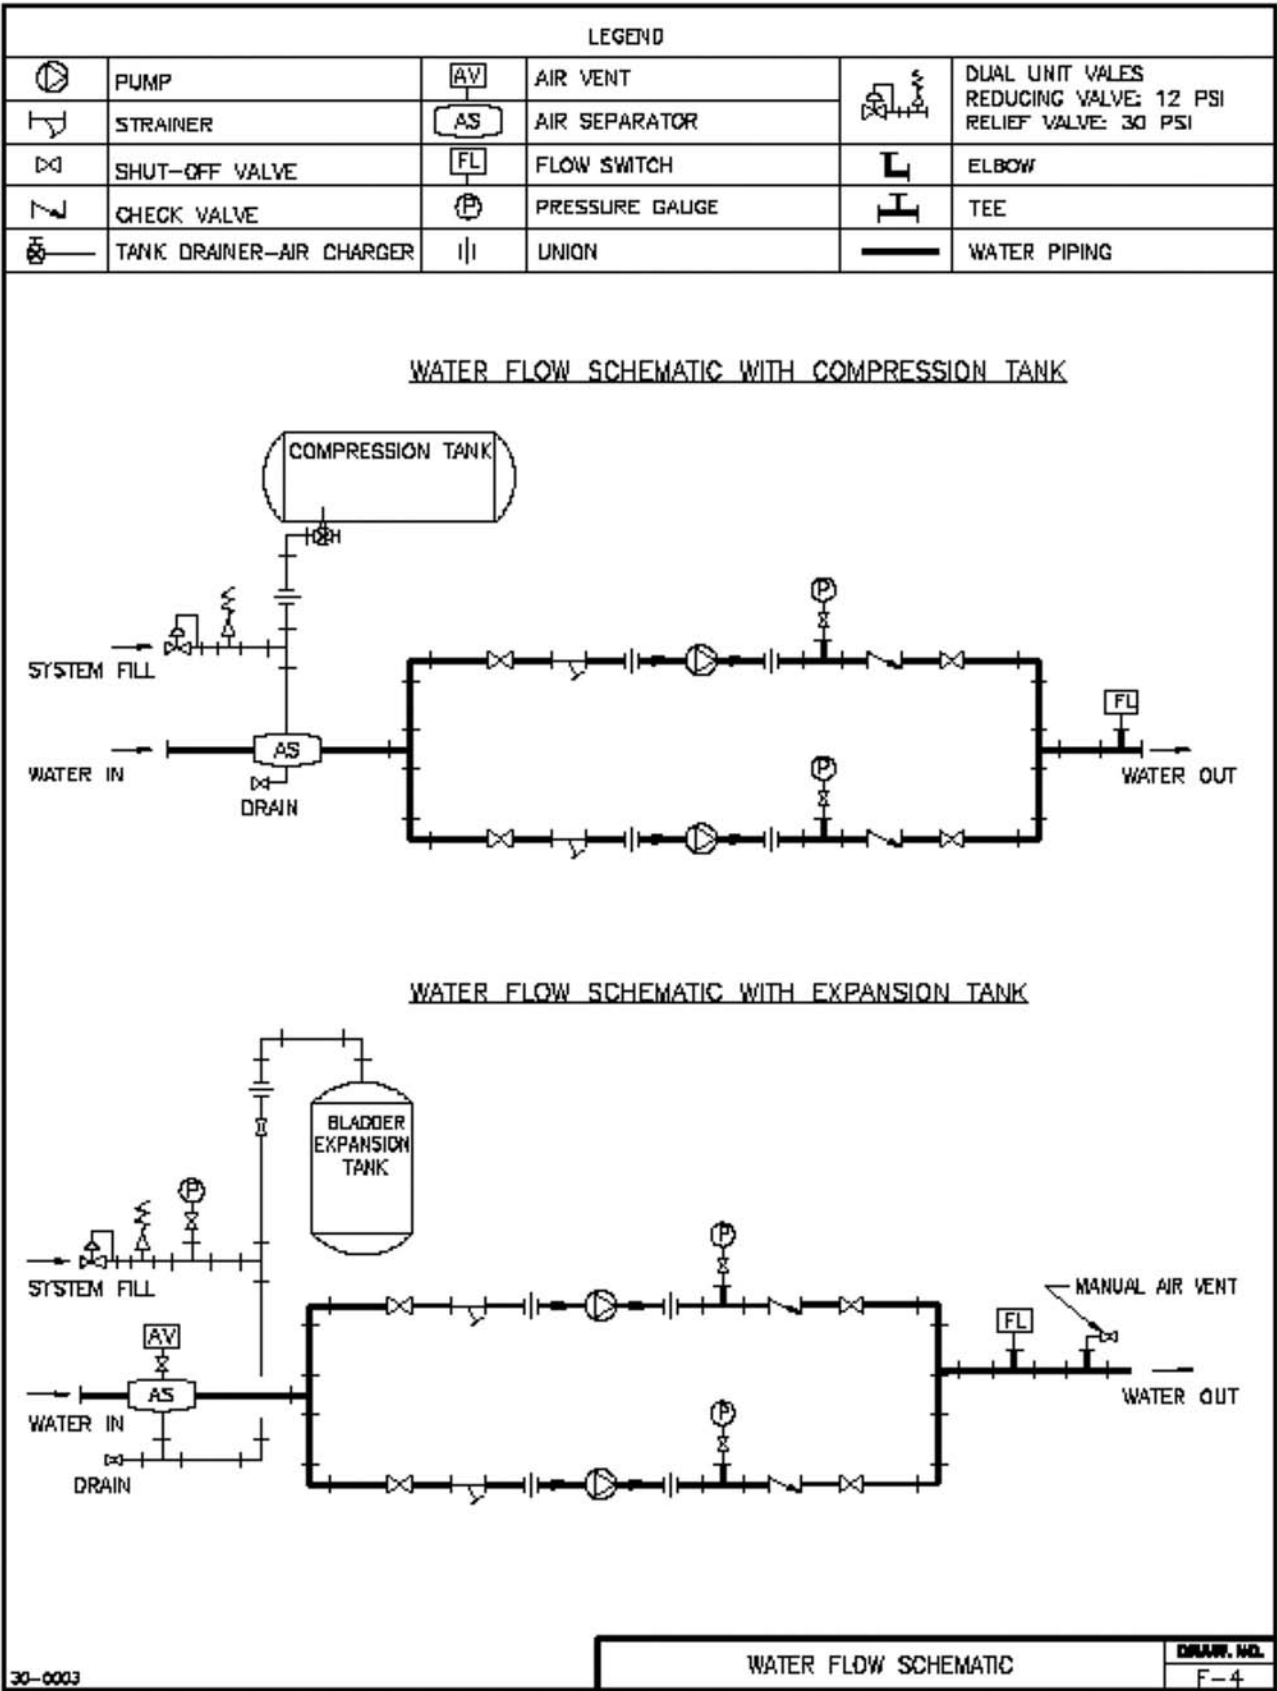 LEGEND
PUMP
AV
AIR VENT
DUAL UNIT VALES
REDUCING VALVE: 12 PSI
RELIEF VALVE: 30 PSI
STRAINER
AS
AIR SEPARATOR
SHUT-OFF VALVE
FL
FLOW SWITCH
ELBOW
CHECK VALVE
P
PRESSURE GAUGE
TEE
TANK DRAINER-AIR CHARGER
UNION
WATER PIPING
WATER FLOW SCHEMATIC WITH COMPRESSION TANK
COMPRESSION TANK
P
SYSTEM FILL
FL
AS
WATER IN
P
WATER OUT
DRAIN
WATER FLOW SCHEMATIC WITH EXPANSION TANK
BLADDER
EXPANSION
TANK
P
P
SYSTEM FILL
MANUAL AIR VENT
AV
FL
AS
WATER IN
P
WATER OUT
DRAIN
WATER FLOW SCHEMATIC
DRAW. NO.
F-4
30-0003